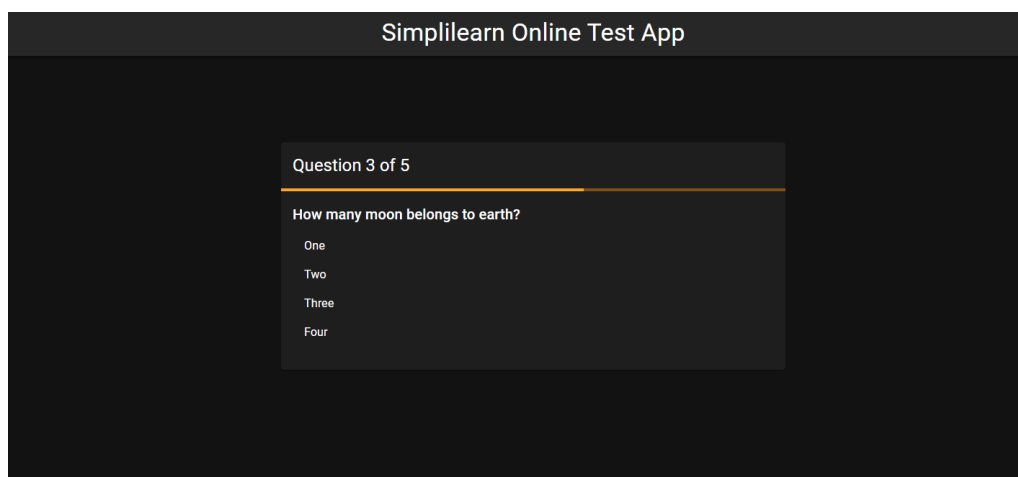 Simplilearn Online Test App
Question 3 of 5
How many moon belongs to earth?
One
Two
Three
Four